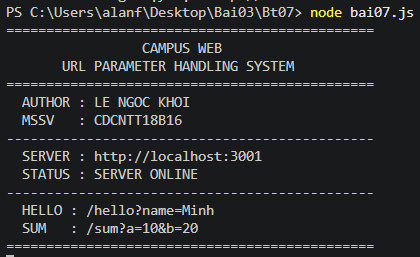 PS C:\Users\alanf\Desktop\Bai03\Bt07> node bai07.js
==============================================
CAMPUS WEB
URL PARAMETER HANDLING SYSTEM
==============================================
AUTHOR : LE NGOC KHOI
MSSV : CDCNTT18B16
----------------------------------------------
SERVER : http://localhost:3001
STATUS : SERVER ONLINE
----------------------------------------------
HELLO : /hello?name=Minh
SUM : /sum?a=10&b=20
==============================================